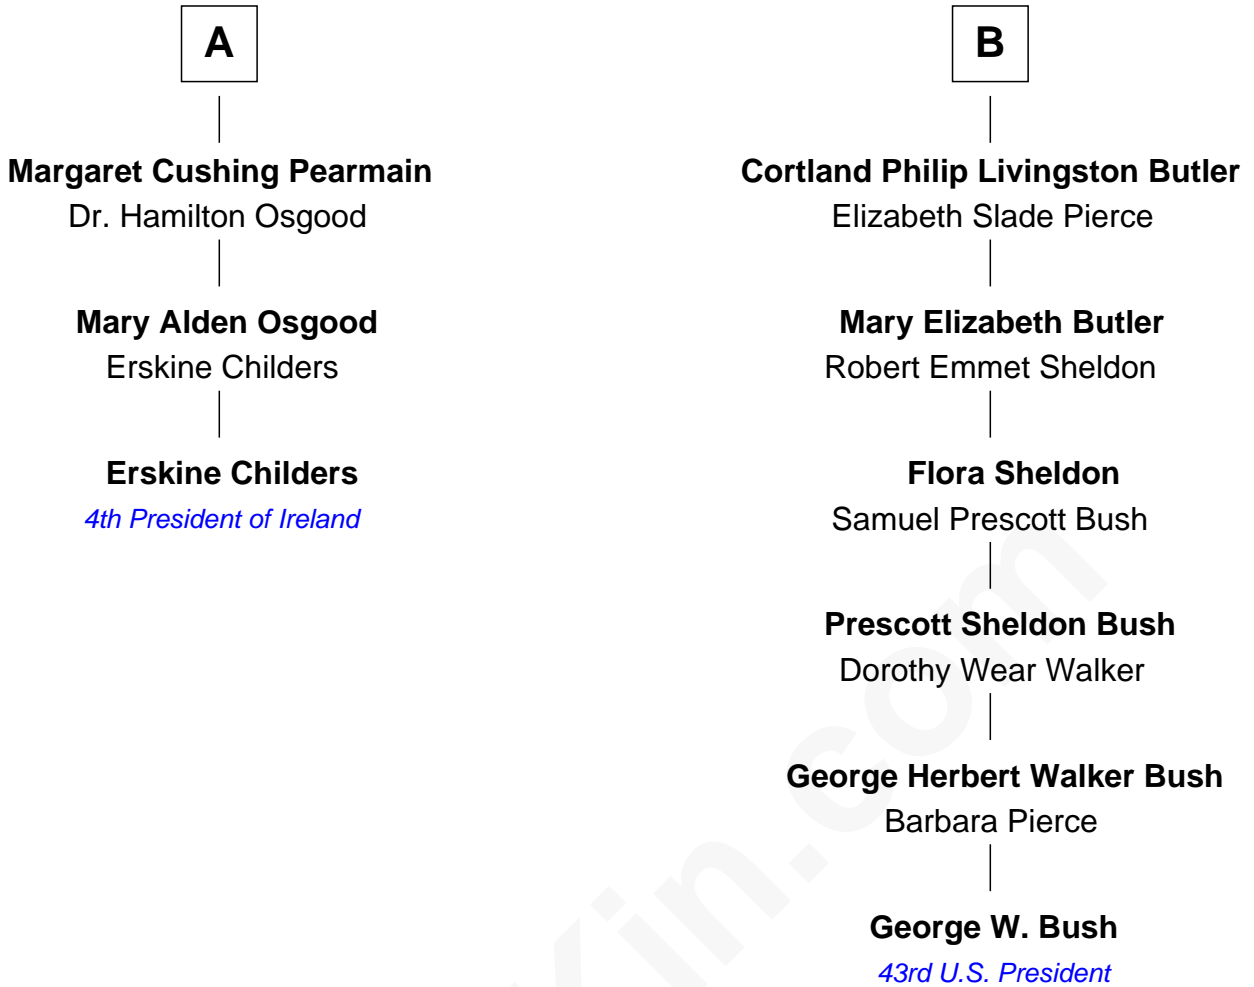 A
Margaret Cushing Pearmain
Dr. Hamilton Osgood
Mary Alden Osgood
Erskine Childers
Erskine Childers
4th President of Ireland
B
Cortland Philip Livingston Butler
Elizabeth Slade Pierce
Mary Elizabeth Butler
Robert Emmet Sheldon
Flora Sheldon
Samuel Prescott Bush
Prescott Sheldon Bush
Dorothy Wear Walker
George Herbert Walker Bush
Barbara Pierce
George W. Bush
43rd U.S. President
Kin.com